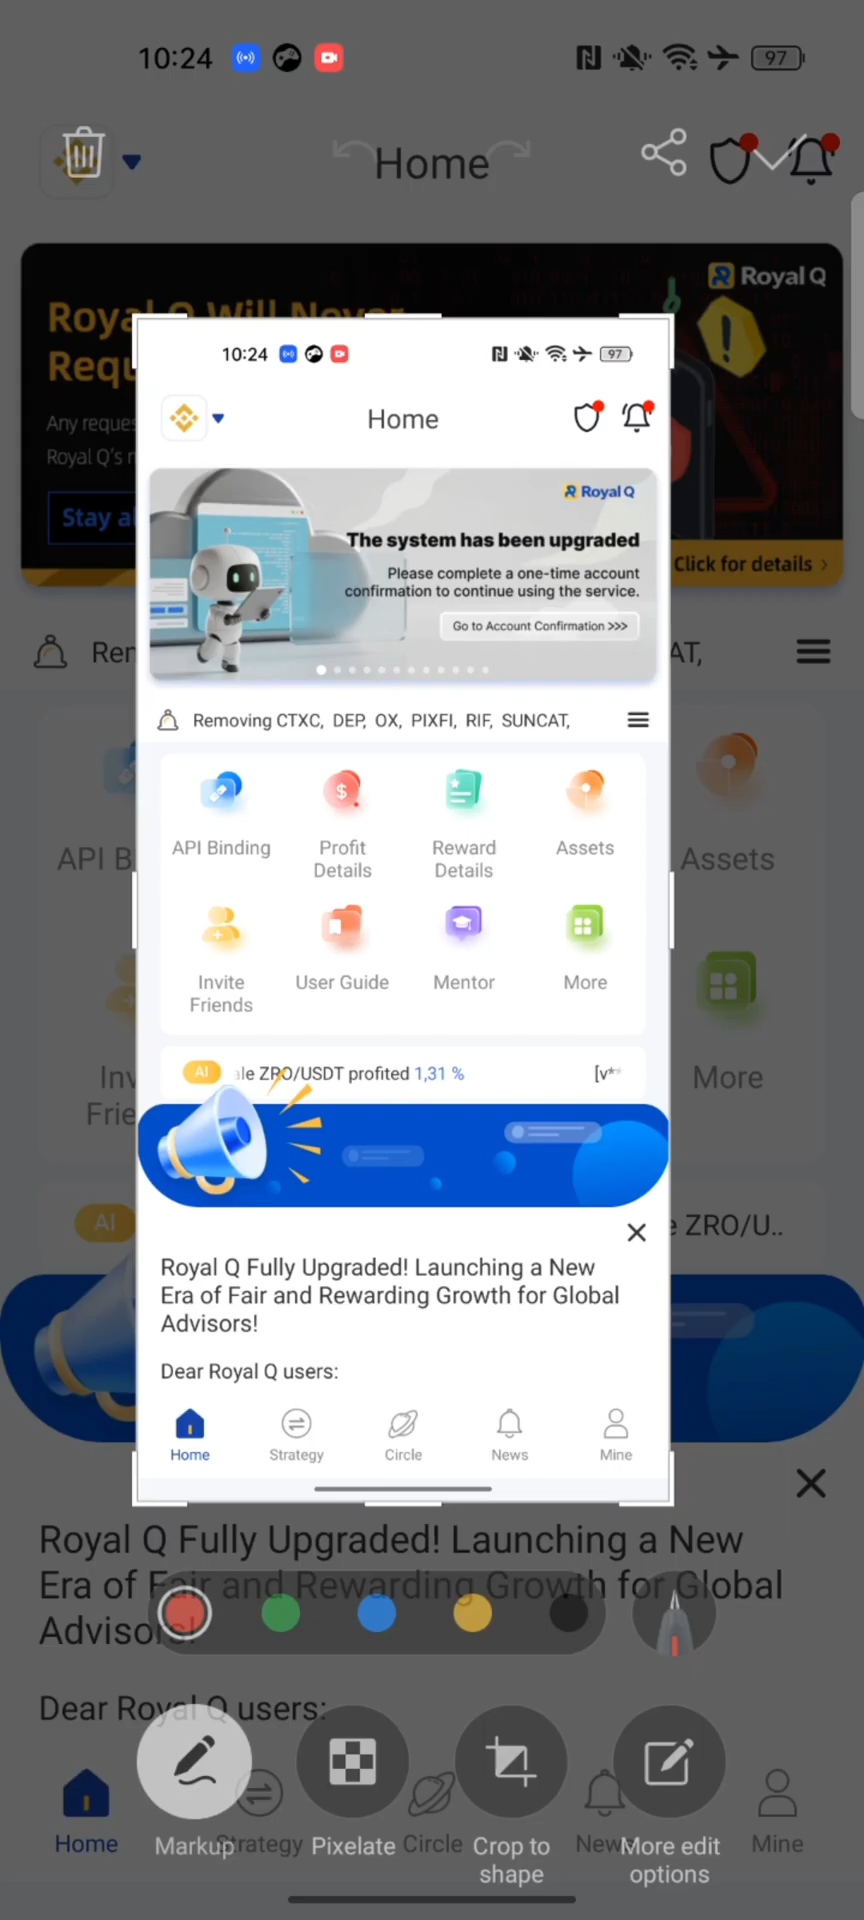 10:24
97
Home
Royal Q
Royal Q Will Never
Requ
Any reques
Royal Q's
Stay al
Click for details ›
10:24
97
Home
Royal Q
The system has been upgraded
Please complete a one-time account
confirmation to continue using the service.
Go to Account Confirmation >>>
Removing CTXC, DEP, OX, PIXFI, RIF, SUNCAT,
Ren
AT,
API Binding
Profit
Details
Reward
Details
Assets
API B
Assets
Invite
Friends
User Guide
Mentor
More
Inv
Frie
More
AI
le ZRO/USDT profited 1,31 %
[v**
AI
e ZRO/U..
Royal Q Fully Upgraded! Launching a New
Era of Fair and Rewarding Growth for Global
Advisors!
Dear Royal Q users:
Home
Strategy
Circle
News
Mine
Royal Q Fully Upgraded! Launching a New
Era of Fair and Rewarding Growth for Global
Advisors!
Dear Royal Q users:
Home
Strategy
Circle
News
Mine
Markup
Pixelate
Crop to
shape
More edit
options